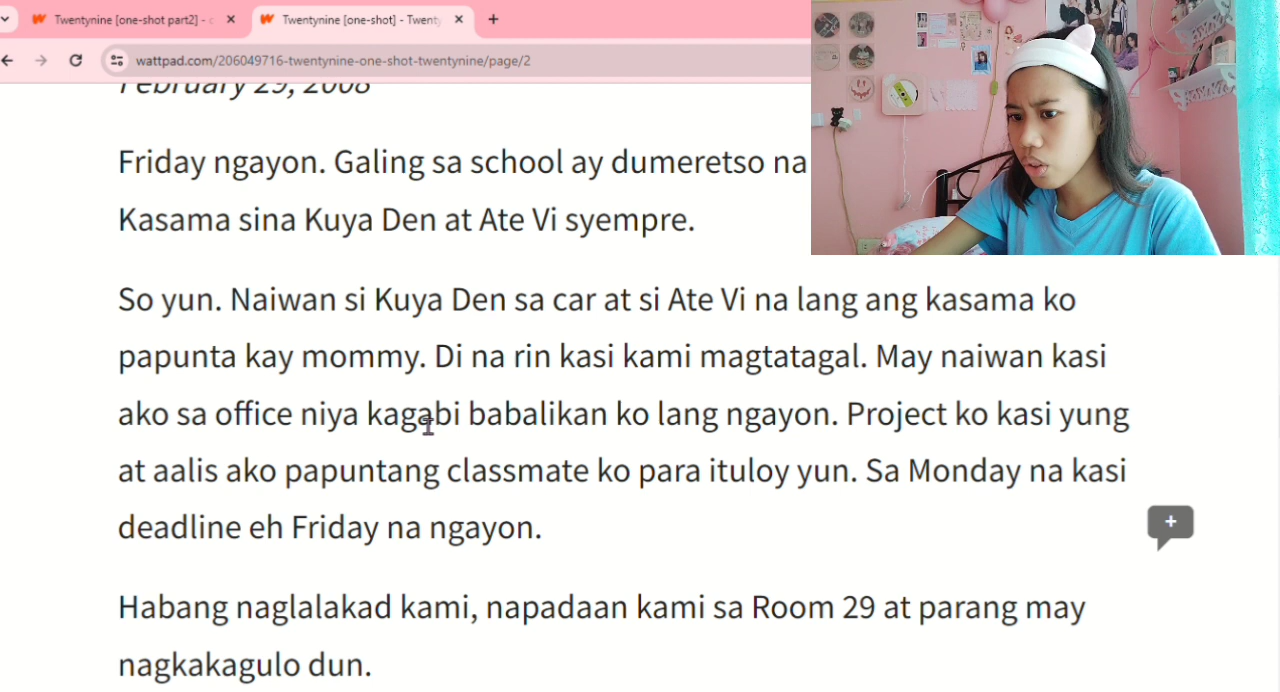 Twentynine [one-shot part2] -
Twentynine [one-shot] - Twenty
wattpad.com/206049716-twentynine-one-shot-twentynine/page/2
February 29, 2008
Friday ngayon. Galing sa school ay dumeretso na
Kasama sina Kuya Den at Ate Vi syempre.
So yun. Naiwan si Kuya Den sa car at si Ate Vi na lang ang kasama ko
papunta kay mommy. Di na rin kasi kami magtatagal. May naiwan kasi
ako sa office niya kagabi babalikan ko lang ngayon. Project ko kasi yung
at aalis ako papuntang classmate ko para ituloy yun. Sa Monday na kasi
deadline eh Friday na ngayon.
Habang naglalakad kami, napadaan kami sa Room 29 at parang may
nagkakagulo dun.